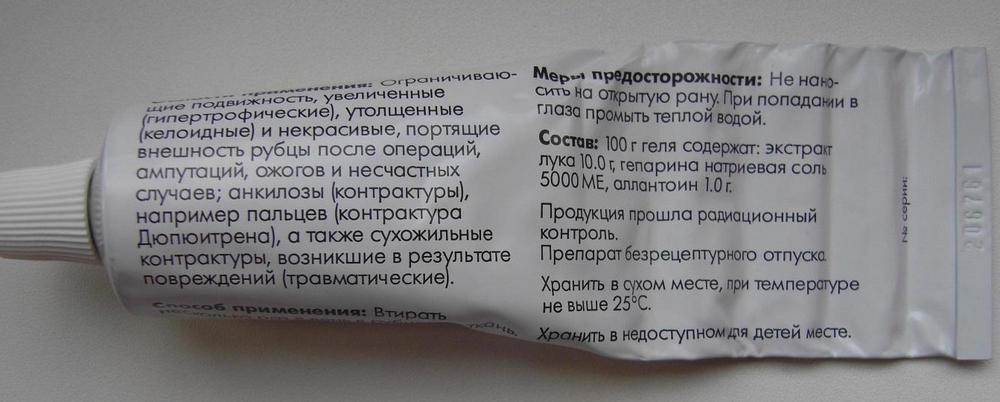 применения: Ограничиваю-
щие подвижность, увеличенные
(гипертрофические), утолщенные
(келоидные) и некрасивые, портящие
внешность рубцы после операций,
ампутаций, ожогов и несчастных
случаев; анкилозы (контрактуры),
например пальцев (контрактура
Дюпюитрена), а также сухожильные
контрактуры, возникшие в результате
повреждений (травматические).
Способ применения: Втирать
несколько раз в день в ткань.
Меры предосторожности: Не нано-
сить на открытую рану. При попадании в
глаза промыть теплой водой.
Состав: 100 г геля содержат: экстракт
лука 10.0 г, гепарина натриевая соль
5000 МЕ, аллантоин 1.0 г.
Продукция прошла радиационный
контроль.
Препарат безрецептурного отпуска.
Хранить в сухом месте, при температуре
не выше 25°C.
Хранить в недоступном для детей месте.
№ серии:
206761